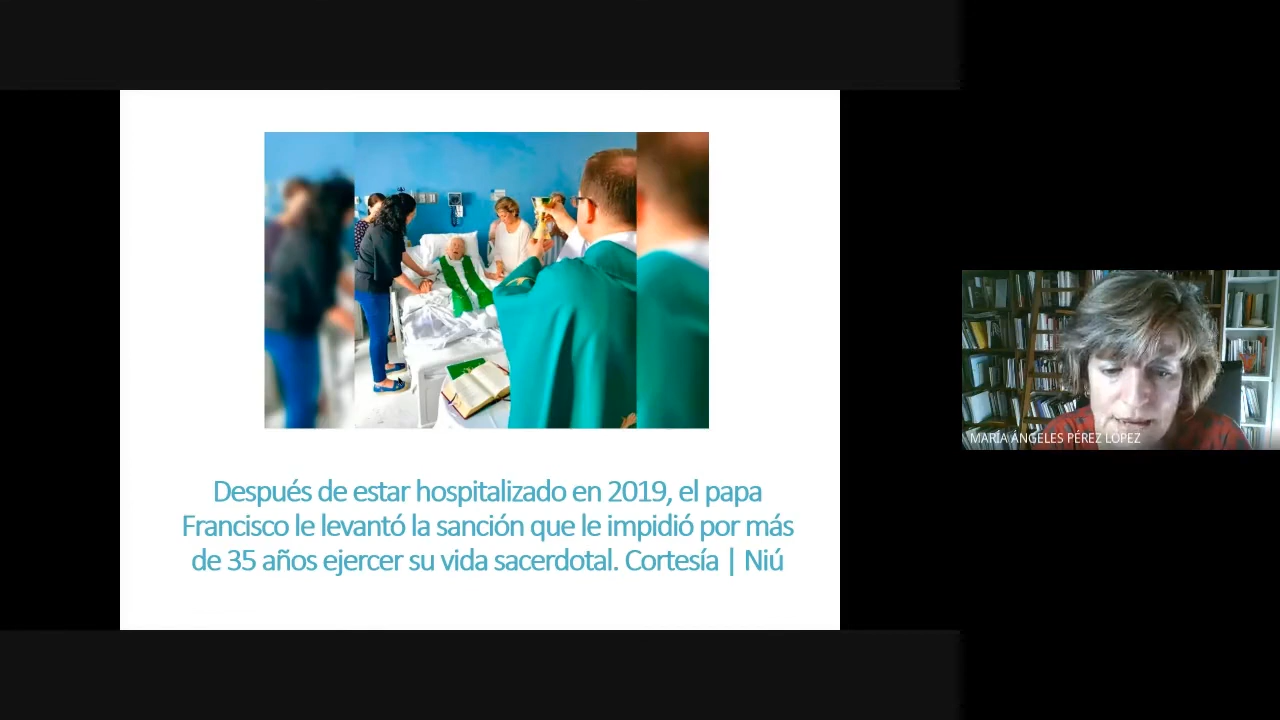 Después de estar hospitalizado en 2019, el papa
Francisco le levantó la sanción que le impidió por más
de 35 años ejercer su vida sacerdotal. Cortesía | Niú
MARÍA ÁNGELES PÉREZ LÓPEZ